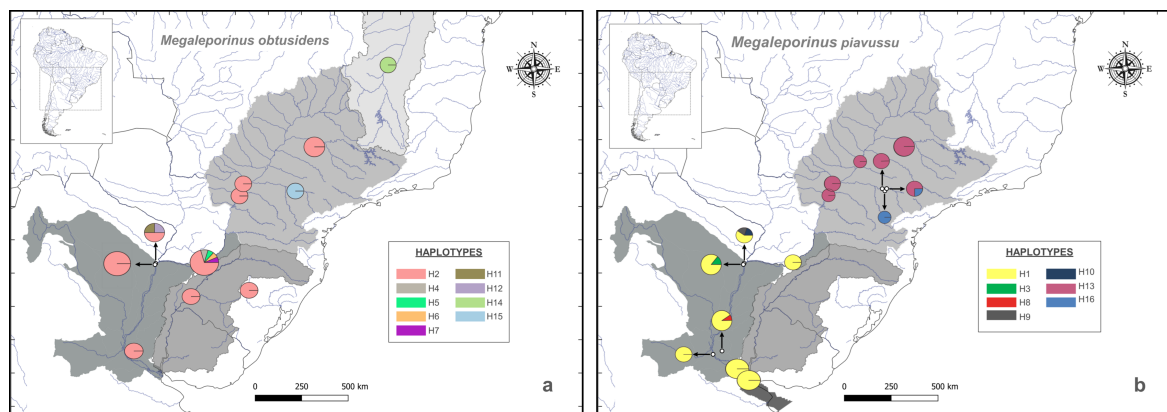 Megaleporinus obtusidens
N
W
E
S
HAPLOTYPES
H2
H11
H4
H12
H5
H14
H6
H15
H7
0
250
500 km
a
Megaleporinus piavussu
N
W
E
S
HAPLOTYPES
H1
H10
H3
H13
H8
H16
H9
0
250
500 km
b